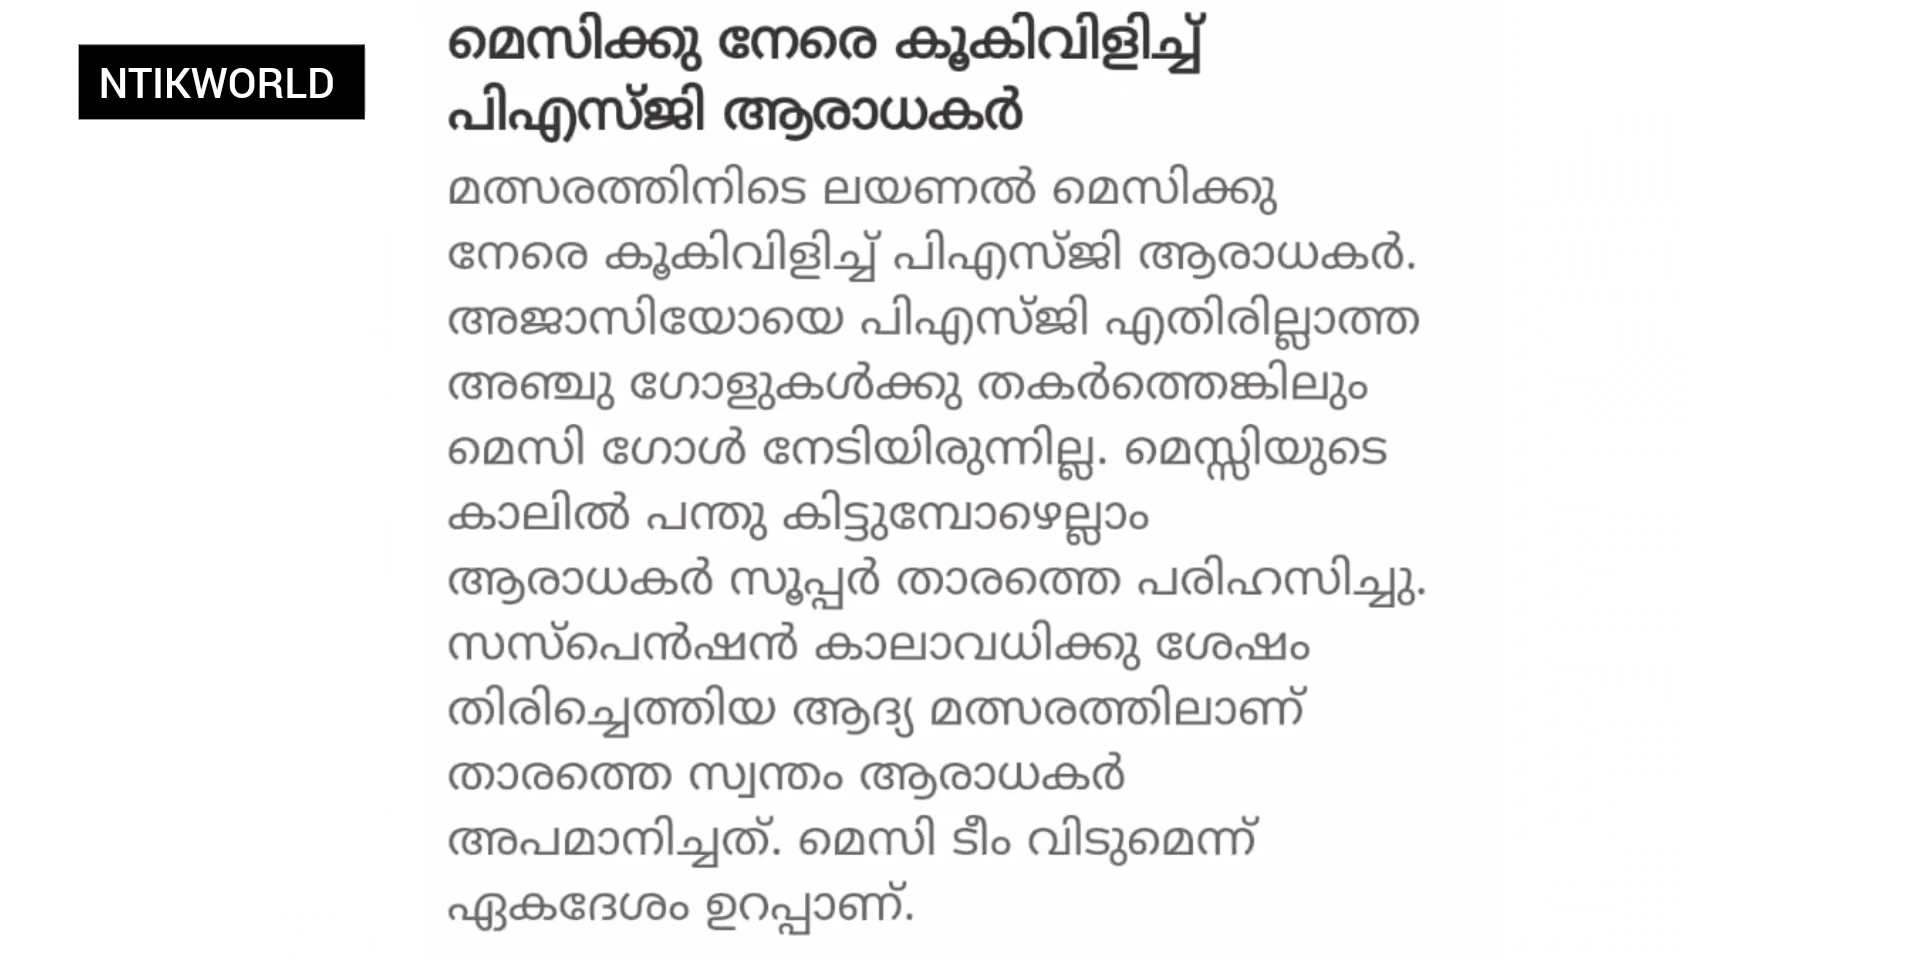 NTIKWORLD
മെസിക്കു നേരെ കൂകിവിളിച്ച്
പിഎസ്ജി ആരാധകർ
മത്സരത്തിനിടെ ലയണൽ മെസിക്കു
നേരെ കൂകിവിളിച്ച് പിഎസ്ജി ആരാധകർ.
അജാസിയോയെ പിഎസ്ജി എതിരില്ലാത്ത
അഞ്ചു ഗോളുകൾക്കു തകർത്തെങ്കിലും
മെസി ഗോൾ നേടിയിരുന്നില്ല. മെസ്സിയുടെ
കാലിൽ പന്തു കിട്ടുമ്പോഴെല്ലാം
ആരാധകർ സൂപ്പർ താരത്തെ പരിഹസിച്ചു.
സസ്പെൻഷൻ കാലാവധിക്കു ശേഷം
തിരിച്ചെത്തിയ ആദ്യ മത്സരത്തിലാണ്
താരത്തെ സ്വന്തം ആരാധകർ
അപമാനിച്ചത്. മെസി ടീം വിടുമെന്ന്
ഏകദേശം ഉറപ്പാണ്.